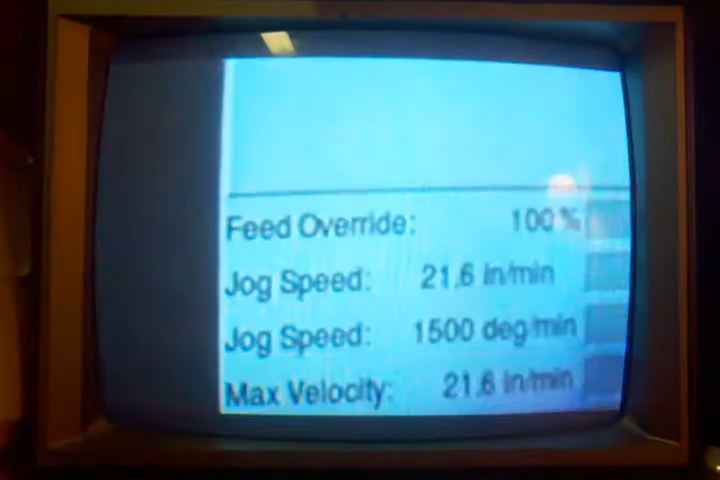 Feed Override: 100 %
Jog Speed: 21.6 in/min
Jog Speed: 1500 deg/min
Max Velocity: 21.6 in/min